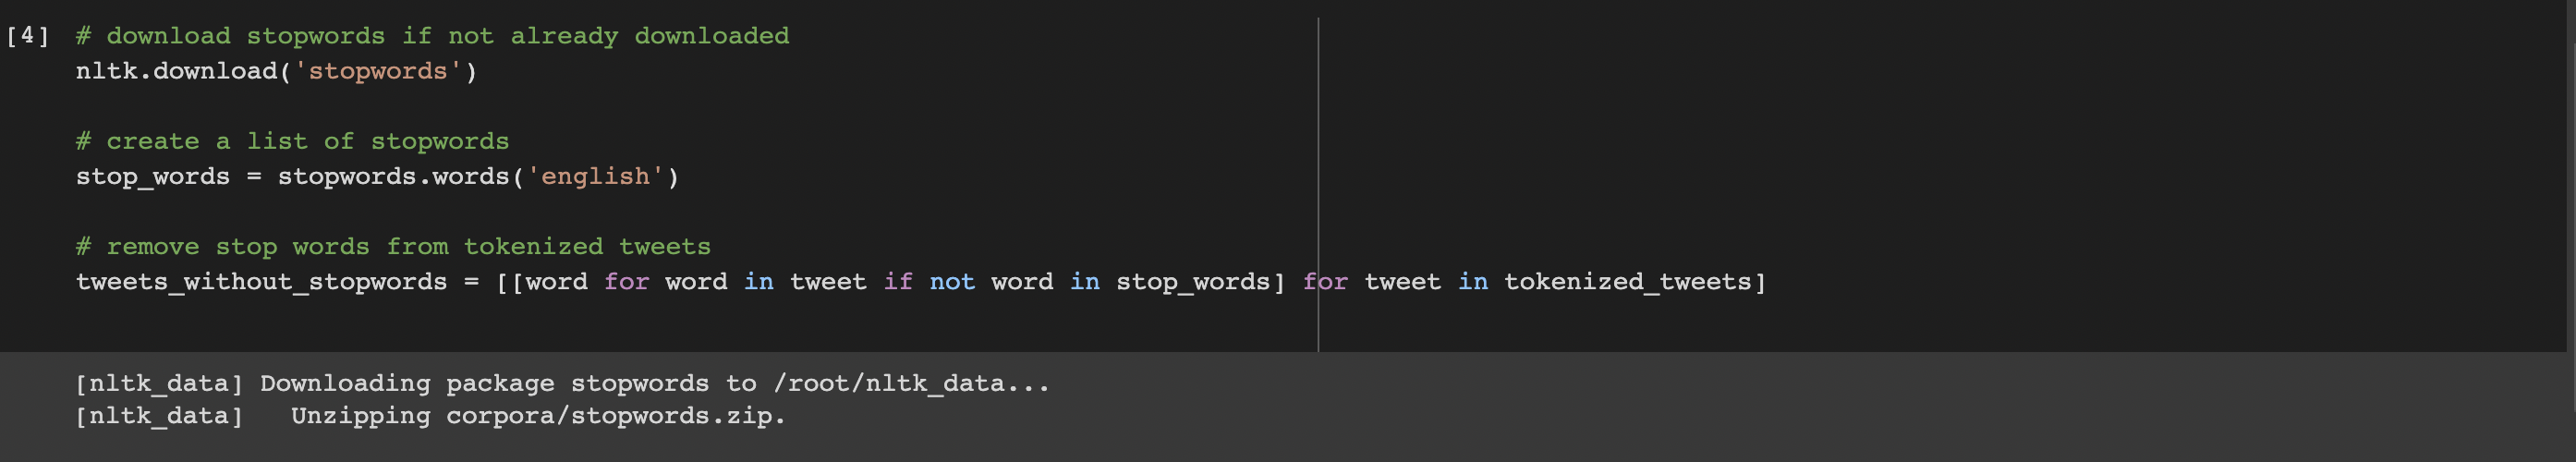 [4] # download stopwords if not already downloaded
nltk.download('stopwords')
# create a list of stopwords
stop_words = stopwords.words('english')
# remove stop words from tokenized tweets
tweets_without_stopwords = [[word for word in tweet if not word in stop_words] for tweet in tokenized_tweets]
[nltk_data] Downloading package stopwords to /root/nltk_data...
[nltk_data]   Unzipping corpora/stopwords.zip.